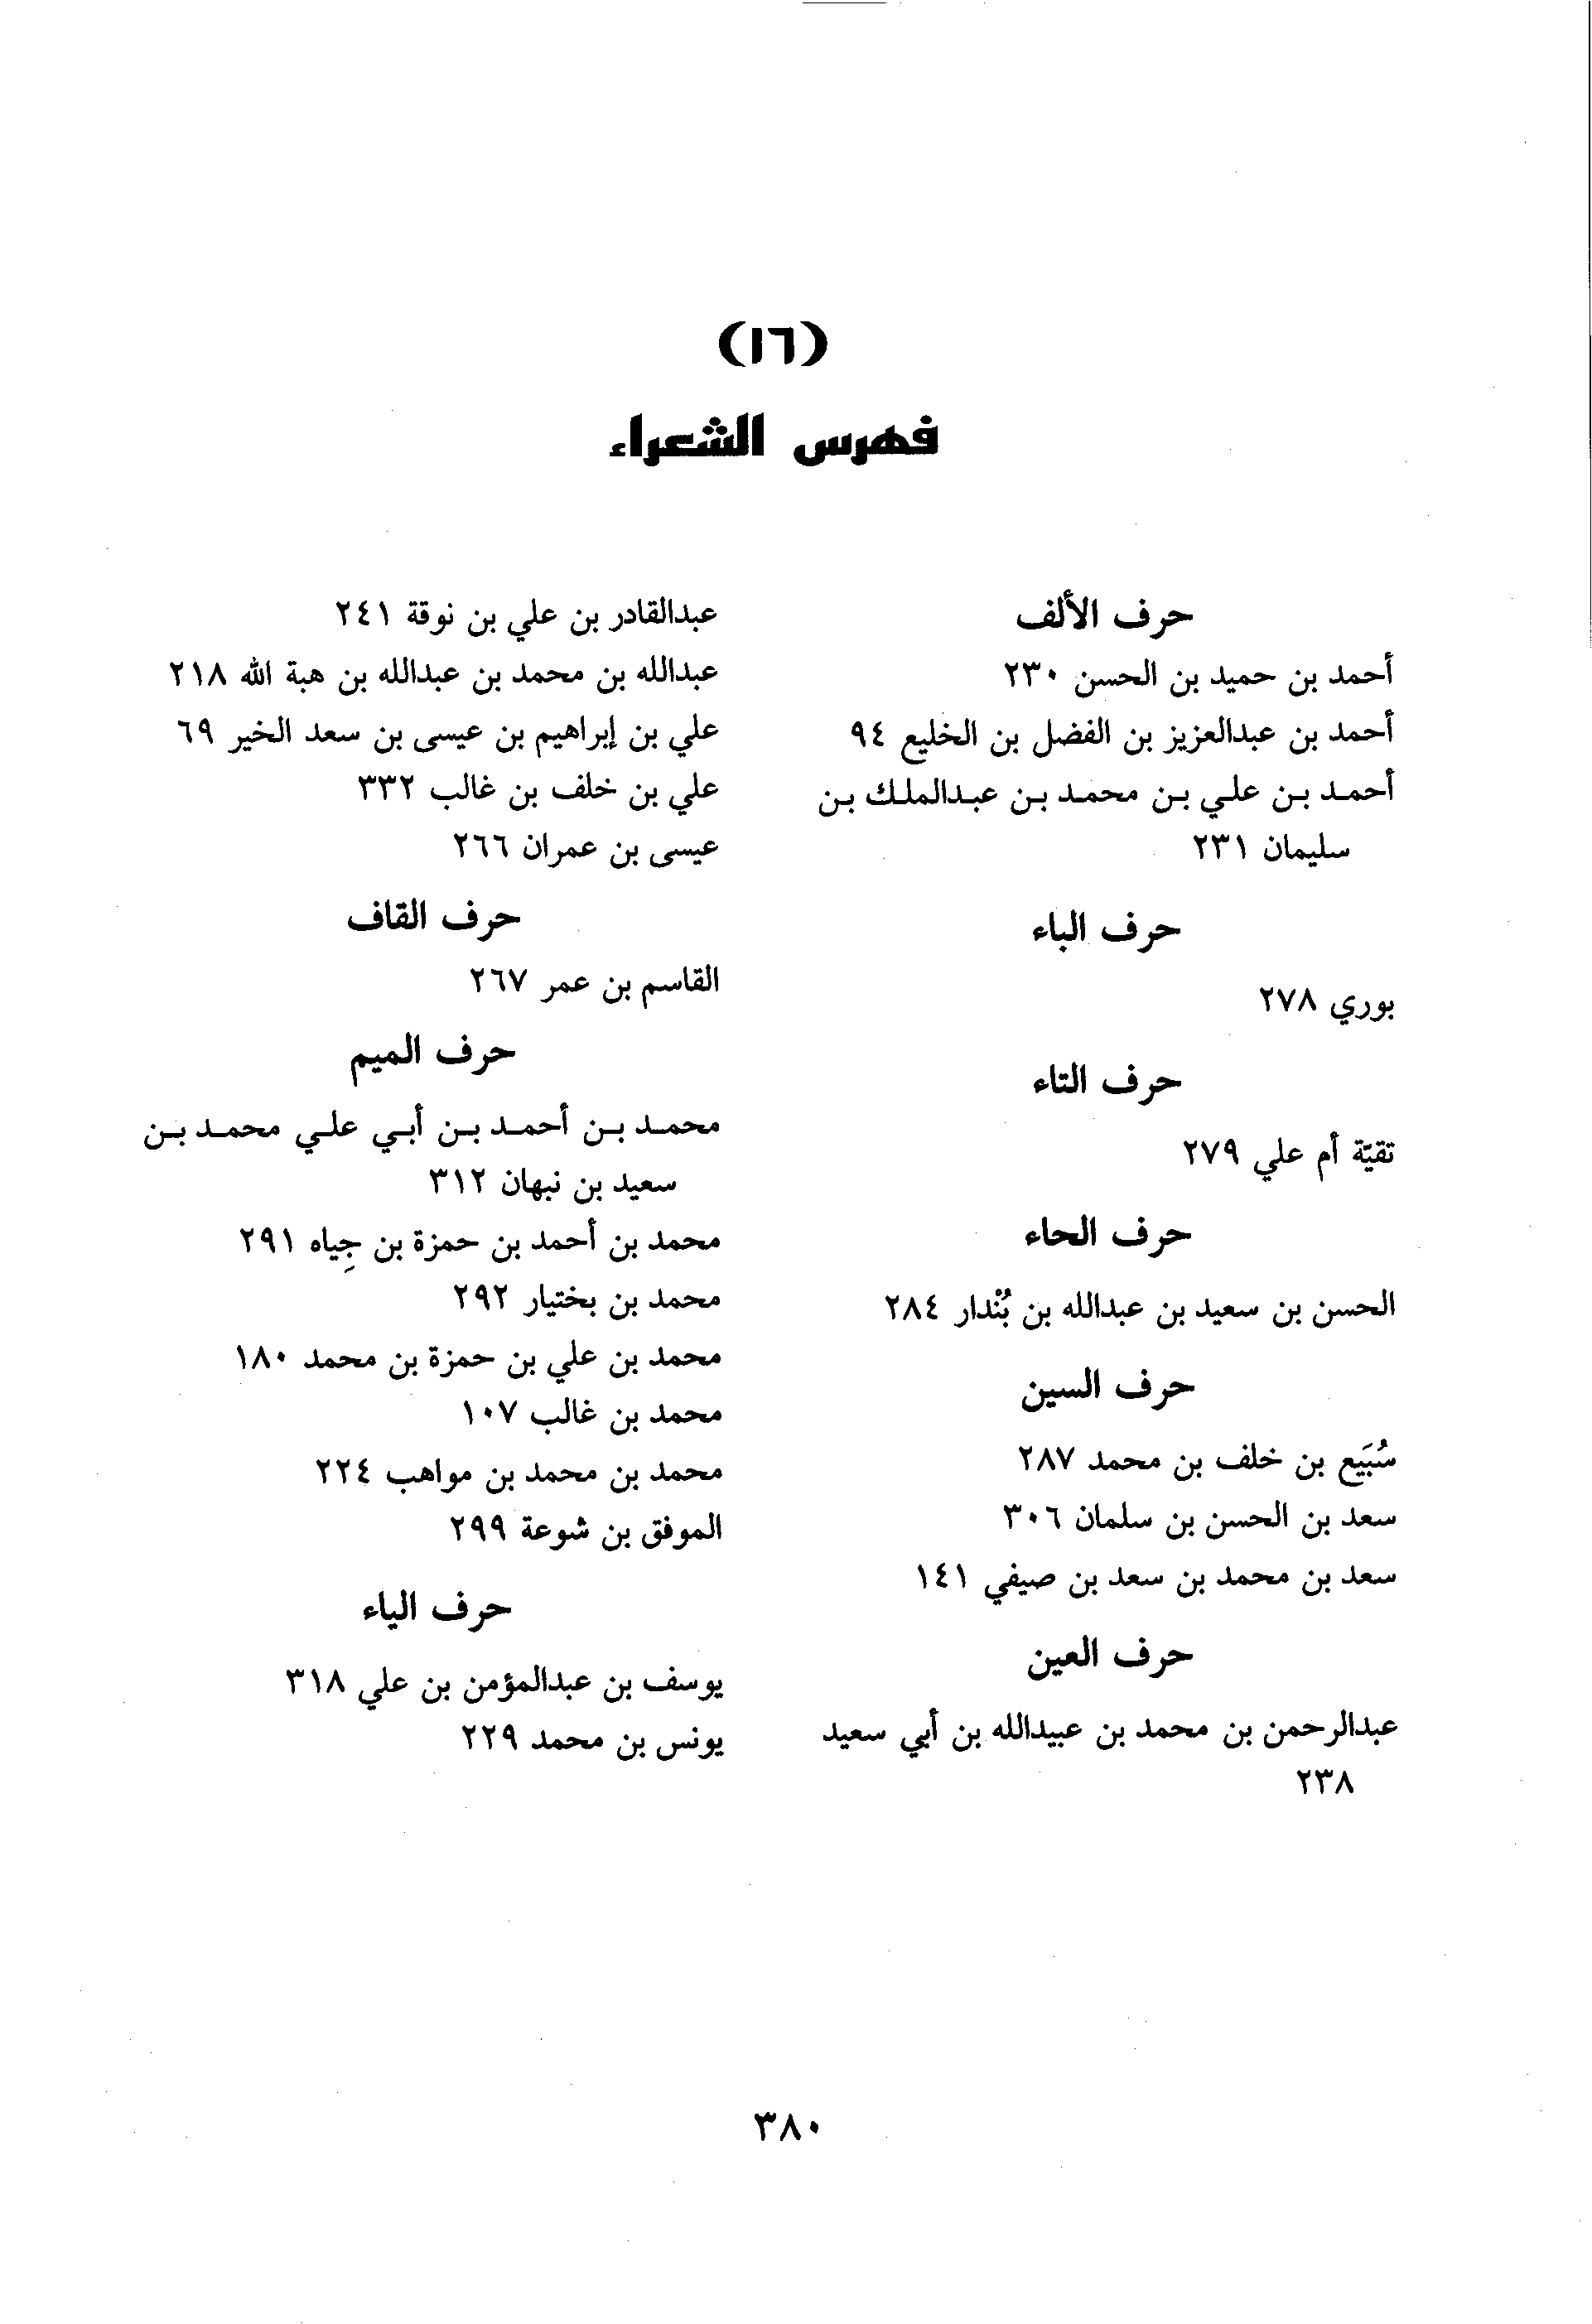 (١٦)
فهرس الشعراء
حرف الألف
أحمد بن حميد بن الحسن ٢٣٠
أحمد بن عبدالعزيز بن الفضل بن الخليع ٩٤
أحمد بن علي بن محمد بن عبدالملك بن
سليمان ٢٣١
حرف الباء
بوري ٢٧٨
حرف التاء
تقيّة أم علي ٢٧٩
حرف الحاء
الحسن بن سعيد بن عبدالله بن بُنْدار ٢٨٤
حرف السين
سُبَيع بن خلف بن محمد ٢٨٧
سعد بن الحسن بن سلمان ٣٠٦
سعد بن محمد بن سعد بن صيفي ١٤١
حرف العين
عبدالرحمن بن محمد بن عبيدالله بن أبي سعيد
٢٣٨
عبدالقادر بن علي بن نوقة ٢٤١
عبدالله بن محمد بن عبدالله بن هبة الله ٢١٨
علي بن إبراهيم بن عيسى بن سعد الخير ٦٩
علي بن خلف بن غالب ٣٣٢
عيسى بن عمران ٢٦٦
حرف القاف
القاسم بن عمر ٢٦٧
حرف الميم
محمد بن أحمد بن أبي علي محمد بن
سعيد بن نبهان ٣١٢
محمد بن أحمد بن حمزة بن جِياه ٢٩١
محمد بن بختيار ٢٩٢
محمد بن علي بن حمزة بن محمد ١٨٠
محمد بن غالب ١٠٧
محمد بن محمد بن مواهب ٢٢٤
الموفق بن شوعة ٢٩٩
حرف الياء
يوسف بن عبدالمؤمن بن علي ٣١٨
يونس بن محمد ٢٢٩
٣٨٠